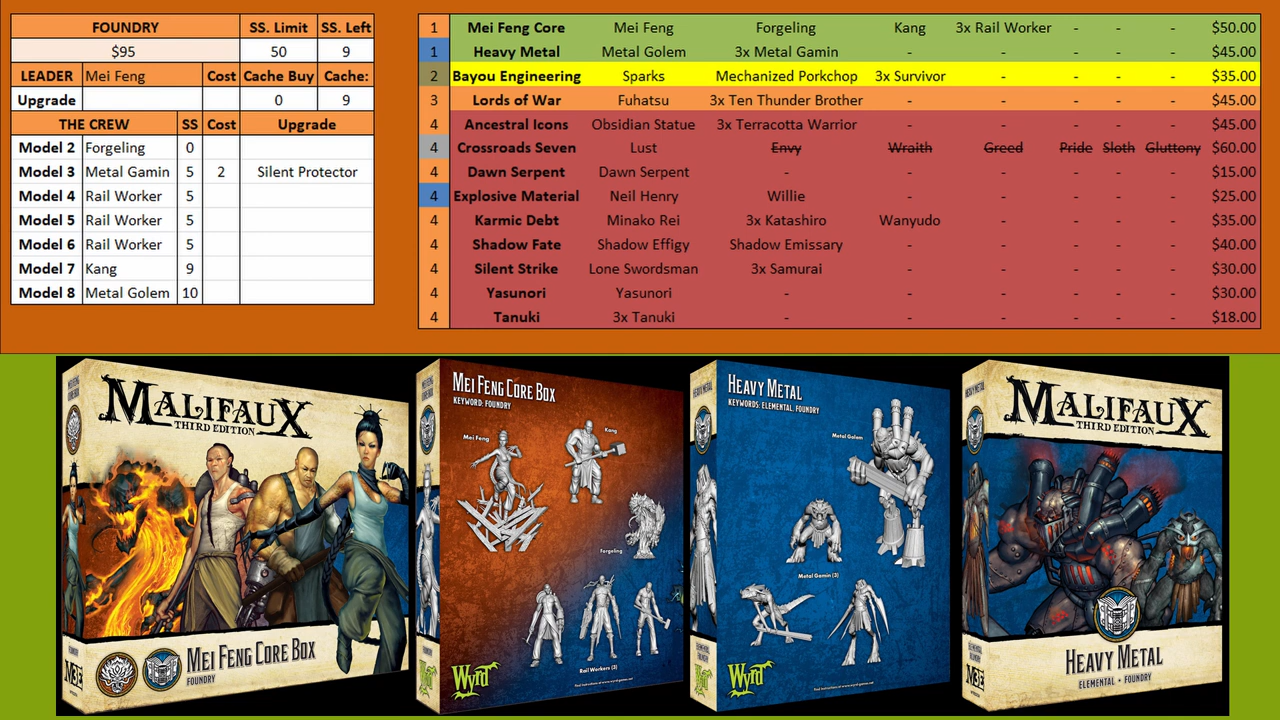 FOUNDRY SS. Limit SS. Left
$95 50 9
LEADER Mei Feng Cost Cache Buy Cache:
Upgrade 0 9
THE CREW SS Cost Upgrade
Model 2 Forgeling 0
Model 3 Metal Gamin 5 2 Silent Protector
Model 4 Rail Worker 5
Model 5 Rail Worker 5
Model 6 Rail Worker 5
Model 7 Kang 9
Model 8 Metal Golem 10
1 Mei Feng Core Mei Feng Forgeling Kang 3x Rail Worker - - - $50.00
1 Heavy Metal Metal Golem 3x Metal Gamin - - - - - $45.00
2 Bayou Engineering Sparks Mechanized Porkchop 3x Survivor - - - - $35.00
3 Lords of War Fuhatsu 3x Ten Thunder Brother - - - - - $45.00
4 Ancestral Icons Obsidian Statue 3x Terracotta Warrior - - - - - $45.00
4 Crossroads Seven Lust Envy Wraith Greed Pride Sloth Gluttony $60.00
4 Dawn Serpent Dawn Serpent - - - - - - $15.00
4 Explosive Material Neil Henry Willie - - - - - $25.00
4 Karmic Debt Minako Rei 3x Katashiro Wanyudo - - - - $35.00
4 Shadow Fate Shadow Effigy Shadow Emissary - - - - - $40.00
4 Silent Strike Lone Swordsman 3x Samurai - - - - - $30.00
4 Yasunori Yasunori - - - - - - $30.00
4 Tanuki 3x Tanuki - - - - - - $18.00
MALIFAUX
THIRD EDITION
MEI FENG CORE BOX
FOUNDRY
M3E
MEI FENG CORE BOX
KEYWORD: FOUNDRY
Mei Feng
Kang
Forgeling
Rail Workers (3)
Wyrd
HEAVY METAL
KEYWORDS: ELEMENTAL, FOUNDRY
Metal Golem
Metal Gamin (3)
Wyrd
MALIFAUX
THIRD EDITION
HEAVY METAL
ELEMENTAL • FOUNDRY
M3E